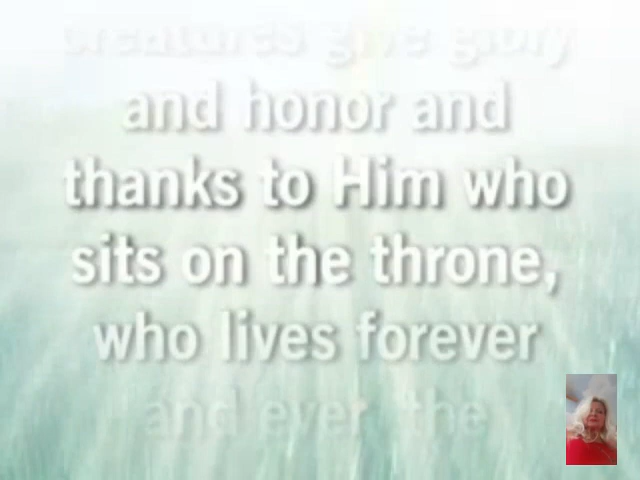 creatures give glory
and honor and
thanks to Him who
sits on the throne,
who lives forever
and ever, the